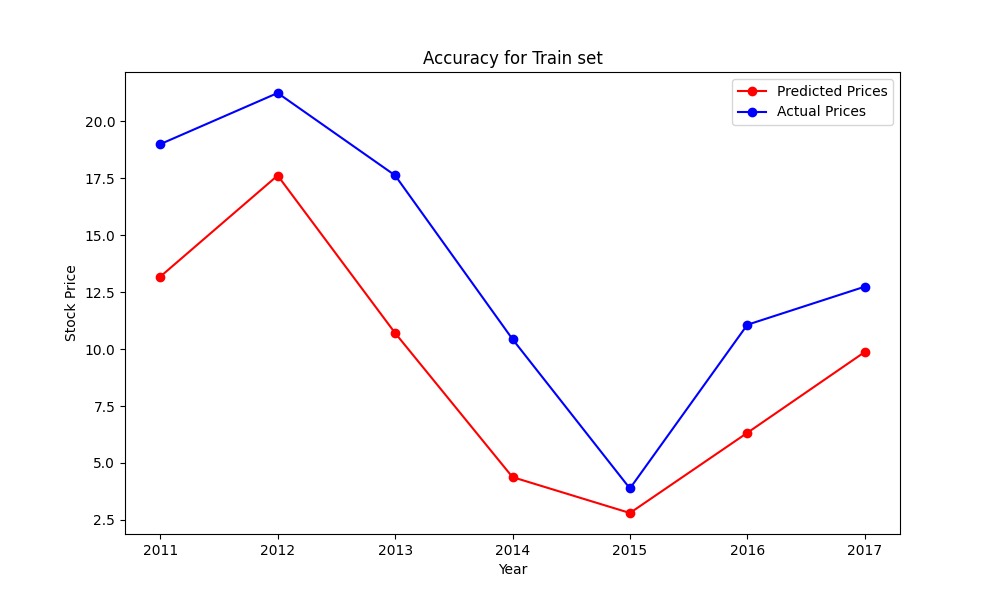 Accuracy for Train set
Predicted Prices
Actual Prices
20.0
17.5
15.0
12.5
10.0
7.5
5.0
2.5
Stock Price
2011 2012 2013 2014 2015 2016 2017
Year